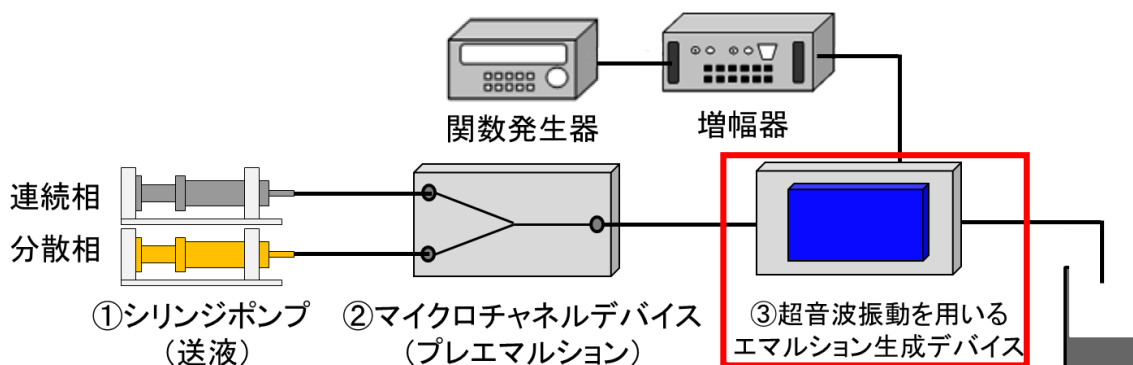 関数発生器
増幅器
連続相
分散相
①シリンジポンプ
（送液）
②マイクロチャネルデバイス
（プレエマルション）
③超音波振動を用いる
エマルション生成デバイス